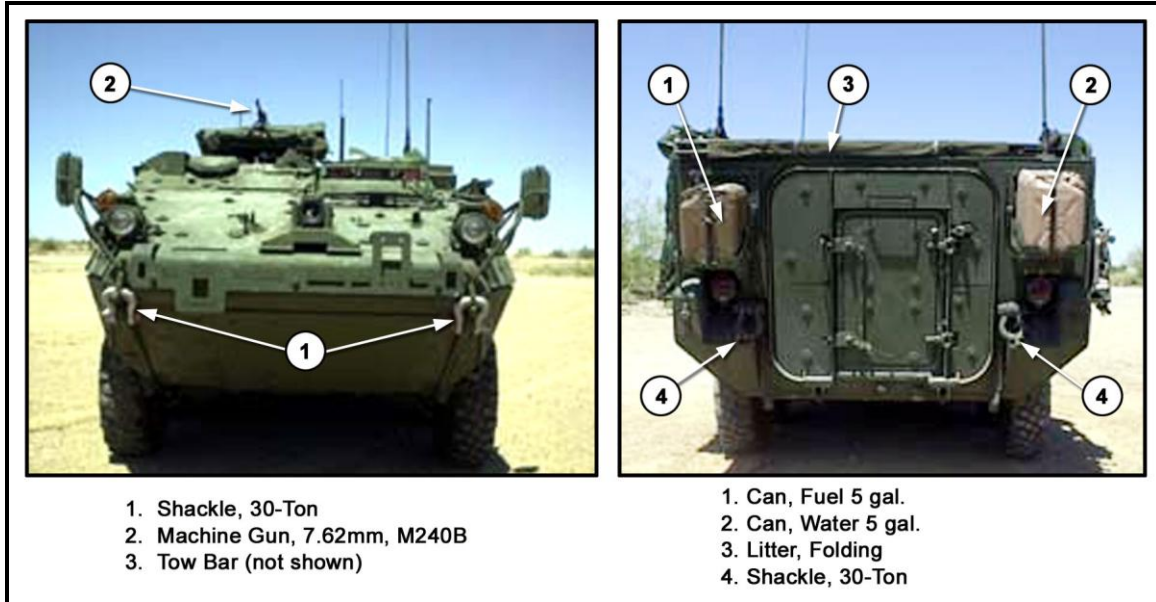 2
1
1. Shackle, 30-Ton
2. Machine Gun, 7.62mm, M240B
3. Tow Bar (not shown)
1
3
2
4
4
1. Can, Fuel 5 gal.
2. Can, Water 5 gal.
3. Litter, Folding
4. Shackle, 30-Ton